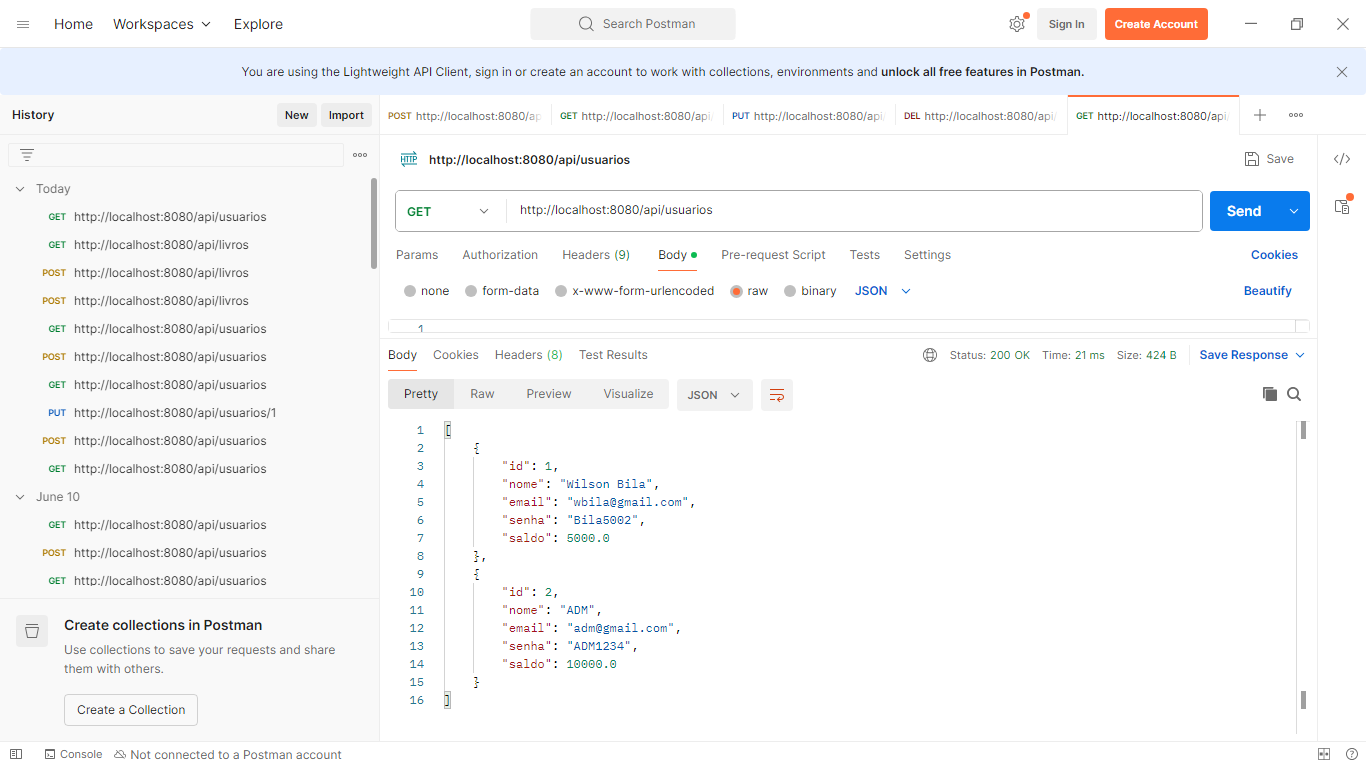 Home Workspaces Explore Search Postman Sign In Create Account
You are using the Lightweight API Client, sign in or create an account to work with collections, environments and unlock all free features in Postman.
History New Import
POST http://localhost:8080/ap GET http://localhost:8080/api PUT http://localhost:8080/api DEL http://localhost:8080/api/ GET http://localhost:8080/api
HTTP http://localhost:8080/api/usuarios Save
Today
GET http://localhost:8080/api/usuarios
GET http://localhost:8080/api/livros
POST http://localhost:8080/api/livros
POST http://localhost:8080/api/livros
GET http://localhost:8080/api/usuarios
POST http://localhost:8080/api/usuarios
GET http://localhost:8080/api/usuarios
PUT http://localhost:8080/api/usuarios/1
POST http://localhost:8080/api/usuarios
GET http://localhost:8080/api/usuarios
June 10
GET http://localhost:8080/api/usuarios
POST http://localhost:8080/api/usuarios
GET http://localhost:8080/api/usuarios
Create collections in Postman
Use collections to save your requests and share
them with others.
Create a Collection
GET http://localhost:8080/api/usuarios Send
Params Authorization Headers (9) Body Pre-request Script Tests Settings Cookies
none form-data x-www-form-urlencoded raw binary JSON Beautify
1
Body Cookies Headers (8) Test Results Status: 200 OK Time: 21 ms Size: 424 B Save Response
Pretty Raw Preview Visualize JSON
1 [
2 {
3 "id": 1,
4 "nome": "Wilson Bila",
5 "email": "wbila@gmail.com",
6 "senha": "Bila5002",
7 "saldo": 5000.0
8 },
9 {
10 "id": 2,
11 "nome": "ADM",
12 "email": "adm@gmail.com",
13 "senha": "ADM1234",
14 "saldo": 10000.0
15 }
16 ]
Console Not connected to a Postman account